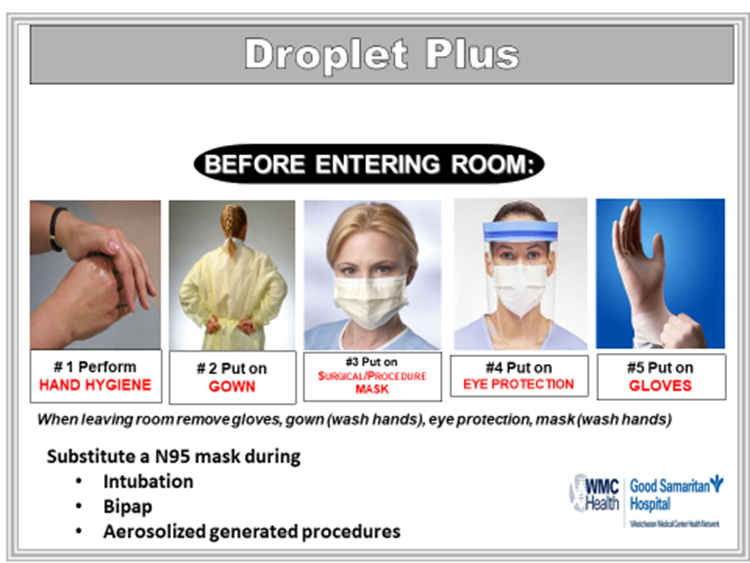 Droplet Plus
BEFORE ENTERING ROOM:
# 1 Perform
HAND HYGIENE
# 2 Put on
GOWN
#3 Put on
SURGICAL/PROCEDURE
MASK
#4 Put on
EYE PROTECTION
#5 Put on
GLOVES
When leaving room remove gloves, gown (wash hands), eye protection, mask (wash hands)
Substitute a N95 mask during
• Intubation
• Bipap
• Aerosolized generated procedures
WMC
Health
Good Samaritan
Hospital
Westchester Medical Center Health Network